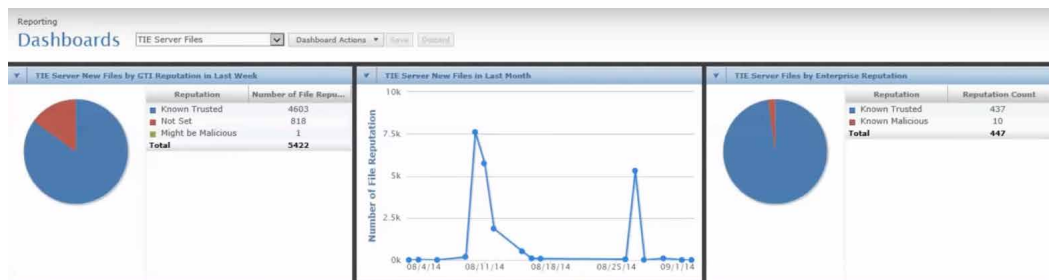 Reporting
Dashboards
TIE Server Files
Dashboard Actions
Save
Discard
TIE Server New Files by GTI Reputation in Last Week
Reputation Number of File Repu...
Known Trusted 4603
Not Set 818
Might be Malicious 1
Total 5422
TIE Server New Files in Last Month
Number of File Reputation
10k
7.5k
5k
2.5k
0k
08/4/14 08/11/14 08/18/14 08/25/14 09/1/14
TIE Server Files by Enterprise Reputation
Reputation Reputation Count
Known Trusted 437
Known Malicious 10
Total 447